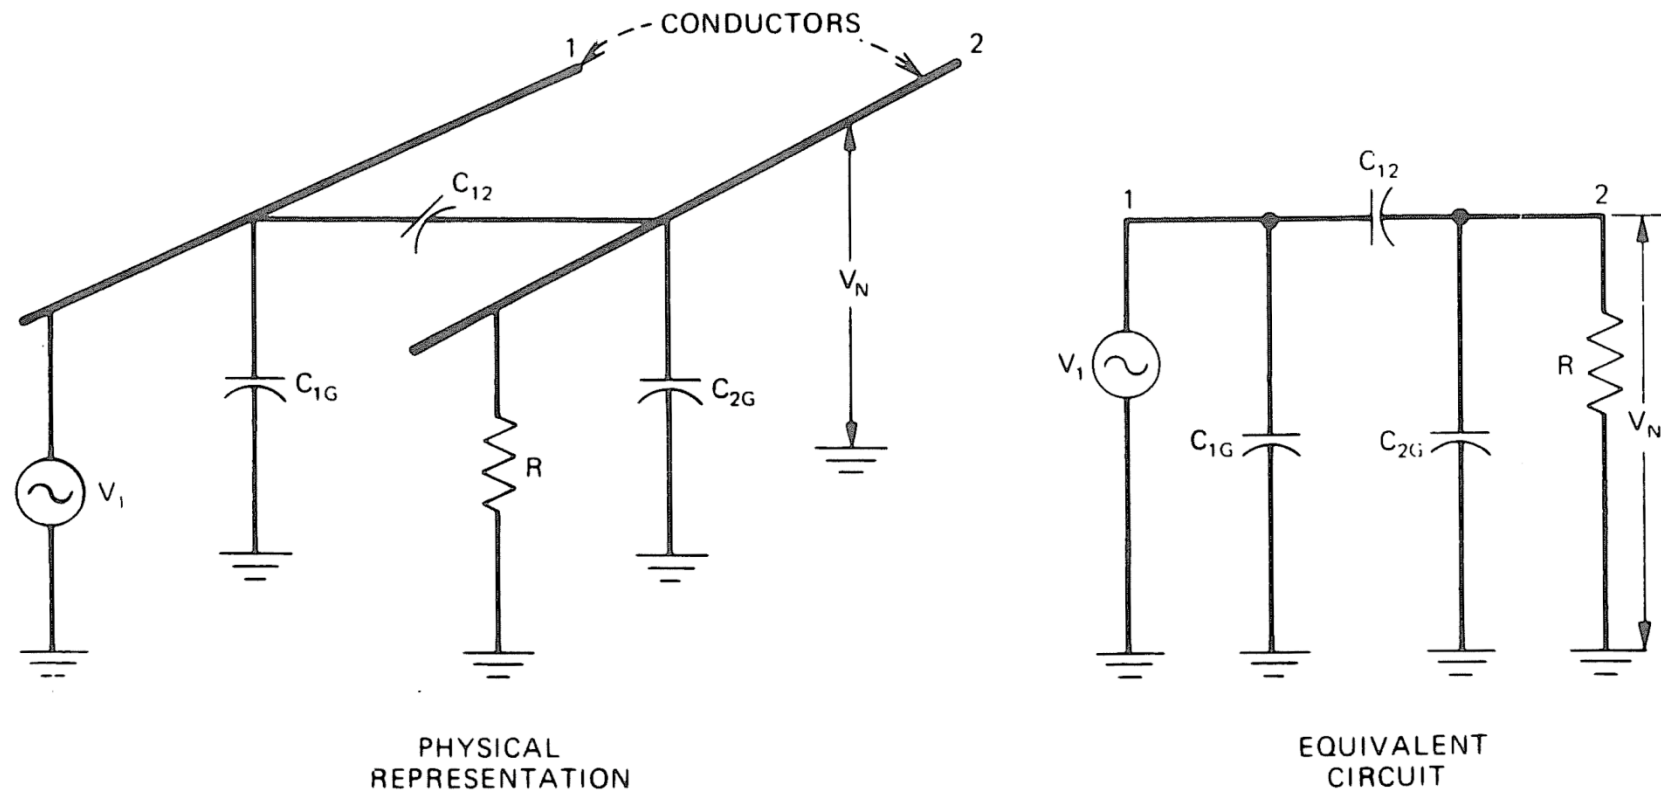 CONDUCTORS
1
2
C12
VN
C1G
C2G
R
V1
PHYSICAL
REPRESENTATION
C12
1
2
V1
R
C1G
C2G
VN
EQUIVALENT
CIRCUIT